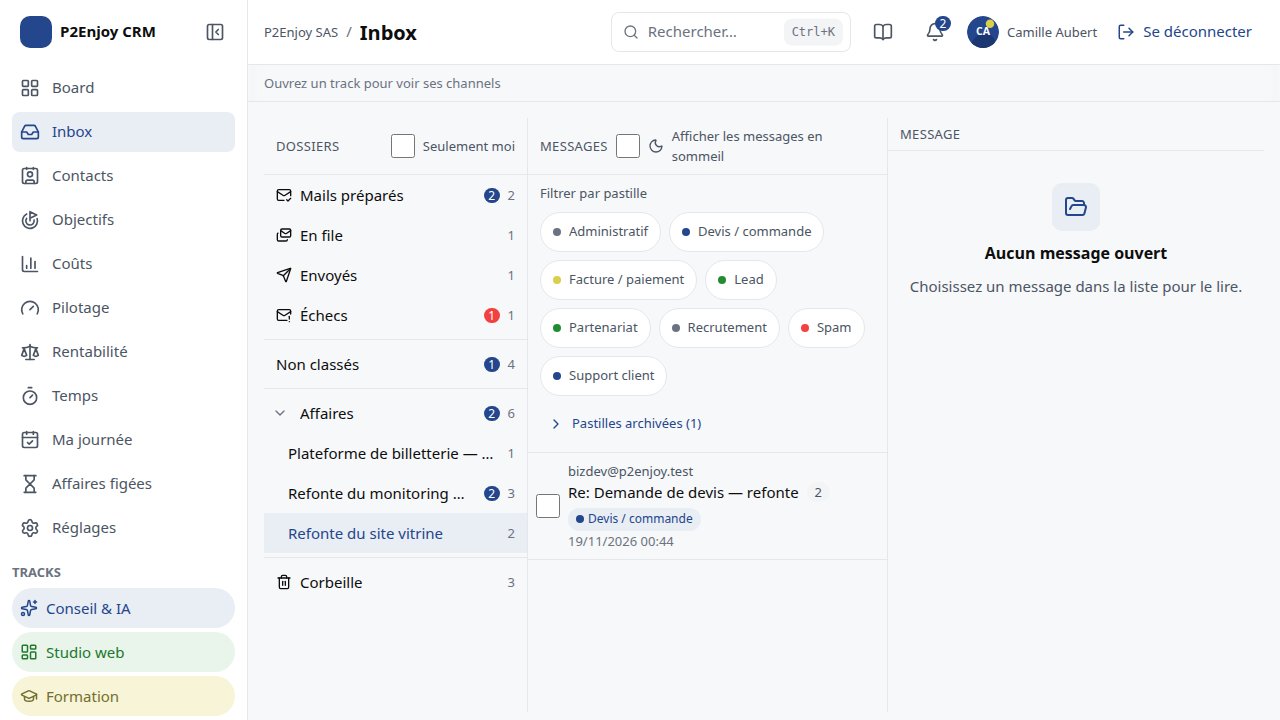 P2Enjoy CRM
Board
Inbox
Contacts
Objectifs
Coûts
Pilotage
Rentabilité
Temps
Ma journée
Affaires figées
Réglages
TRACKS
Conseil & IA
Studio web
Formation
P2Enjoy SAS / Inbox
Rechercher... Ctrl+K
2
CA Camille Aubert
Se déconnecter
Ouvrez un track pour voir ses channels
DOSSIERS Seulement moi
Mails préparés 2 2
En file 1
Envoyés 1
Échecs 1 1
Non classés 1 4
Affaires 2 6
Plateforme de billetterie — ... 1
Refonte du monitoring ... 2 3
Refonte du site vitrine 2
Corbeille 3
MESSAGES Afficher les messages en
sommeil
Filtrer par pastille
Administratif Devis / commande
Facture / paiement Lead
Partenariat Recrutement Spam
Support client
Pastilles archivées (1)
bizdev@p2enjoy.test
Re: Demande de devis — refonte 2
Devis / commande
19/11/2026 00:44
MESSAGE
Aucun message ouvert
Choisissez un message dans la liste pour le lire.